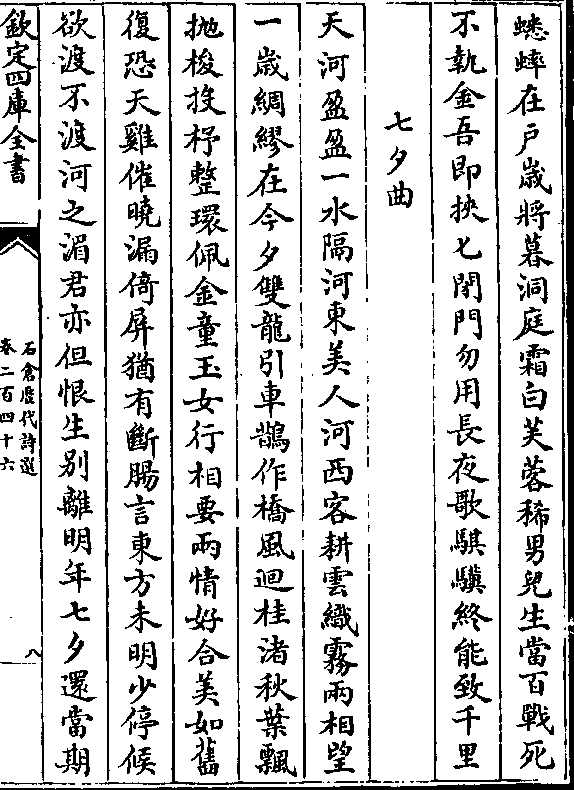 蟋蟀在戸歳將暮洞庭霜白芙蓉稀男兒生當百戰死
不執金吾即挾七閉門勿用長夜歌騏驥終能致千里
七夕曲
天河盈盈一水隔河東美人河西客耕雲織霧兩相望
一歳綢繆在今夕雙龍引車鵲作橋風迴桂渚秋葉飄
抛梭投杼整環佩金童玉女行相要兩情好合美如舊
復恐天雞催曉漏倚屏猶有斷腸言東方未明少停候
欲渡不渡河之湄君亦但恨生别離明年七夕還當期
欽定四庫全書
石倉歴代詩選
卷二百四十六
八